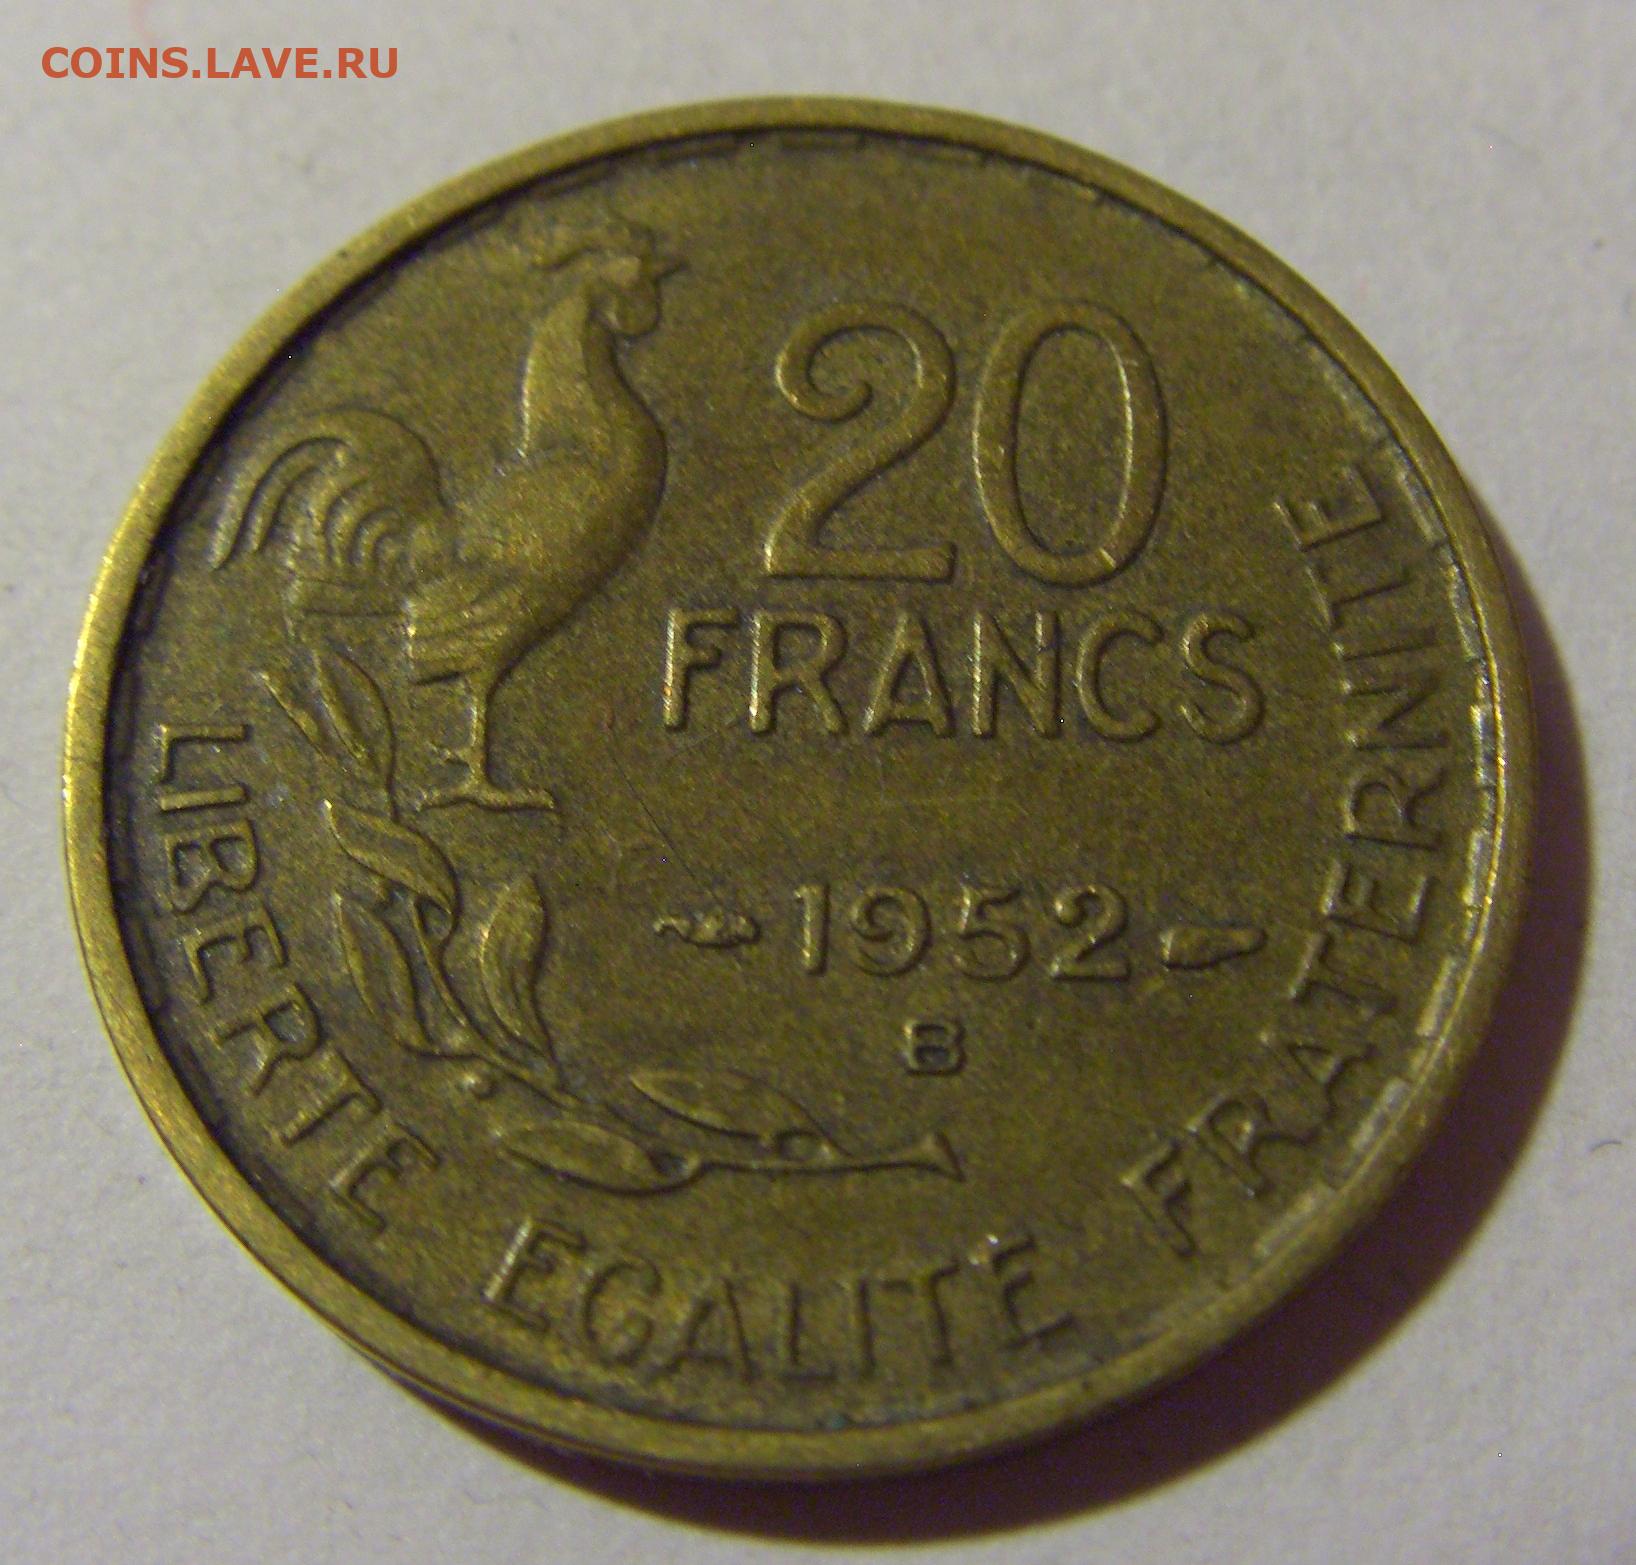 COINS.LAVE.RU
20
FRANCS
1952
B
LIBERTE EGALITE FRATERNITE